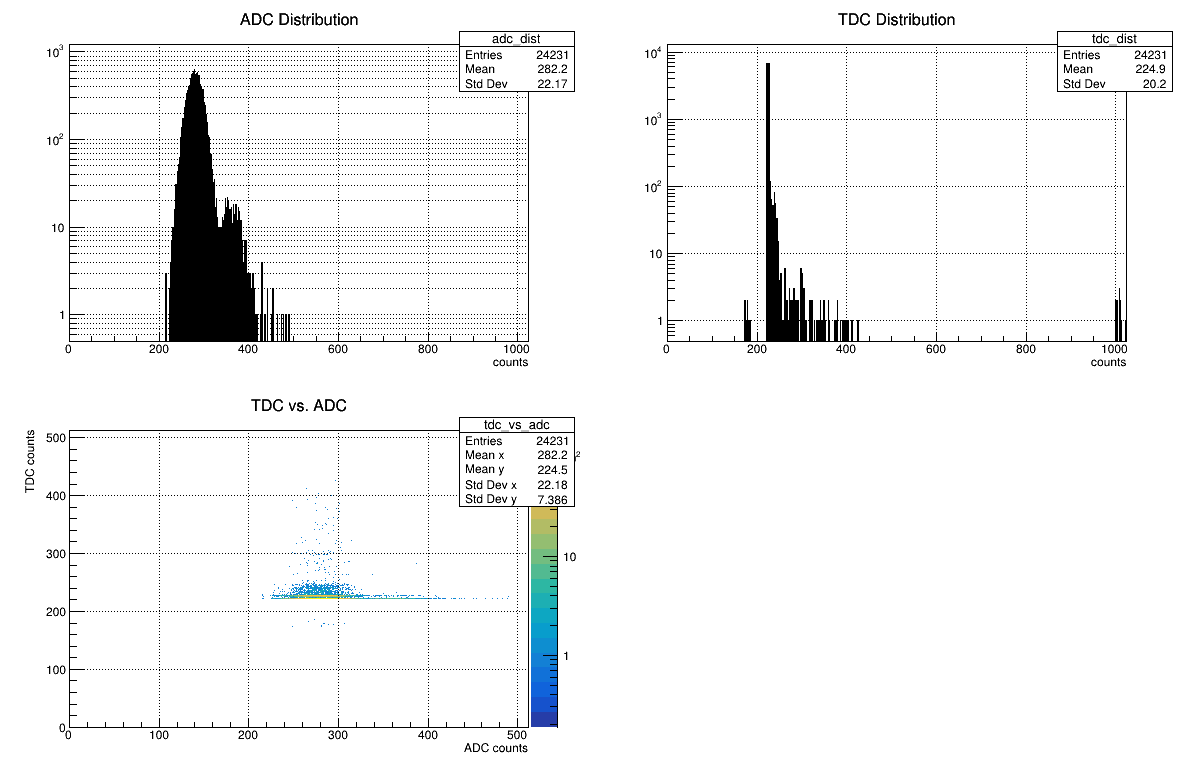 ADC Distribution
adc_dist
Entries 24231
Mean 282.2
Std Dev 22.17
10³
10²
10
1
0 200 400 600 800 1000
counts
TDC Distribution
tdc_dist
Entries 24231
Mean 224.9
Std Dev 20.2
10⁴
10³
10²
10
1
0 200 400 600 800 1000
counts
TDC vs. ADC
tdc_vs_adc
Entries 24231
Mean x 282.2
Mean y 224.5
Std Dev x 22.18
Std Dev y 7.386
TDC counts
500
400
300
200
100
0
0 100 200 300 400 500
ADC counts
10
1